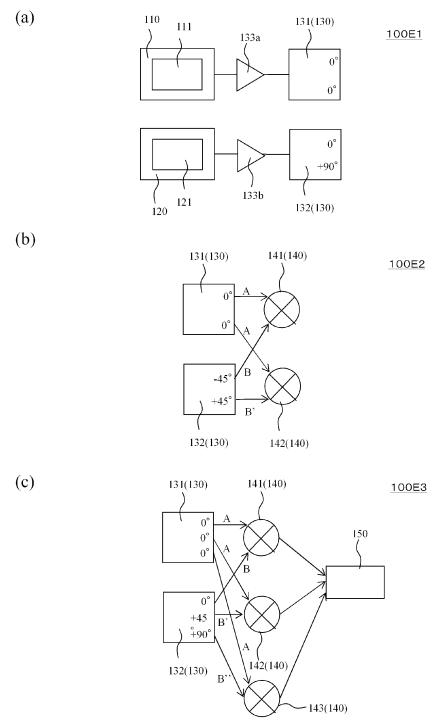 (a)
110
111
133a
131(130)
100E1
0°
0°
0°
+90°
120
121
133b
132(130)
(b)
131(130)
141(140)
100E2
0°
A
0°
A
-45°
B
+45°
B'
132(130)
142(140)
(c)
100E3
131(130)
141(140)
150
0°
A
0°
A
0°
B
0°
+45
B'
°
+90°
A
132(130)
142(140)
B''
143(140)